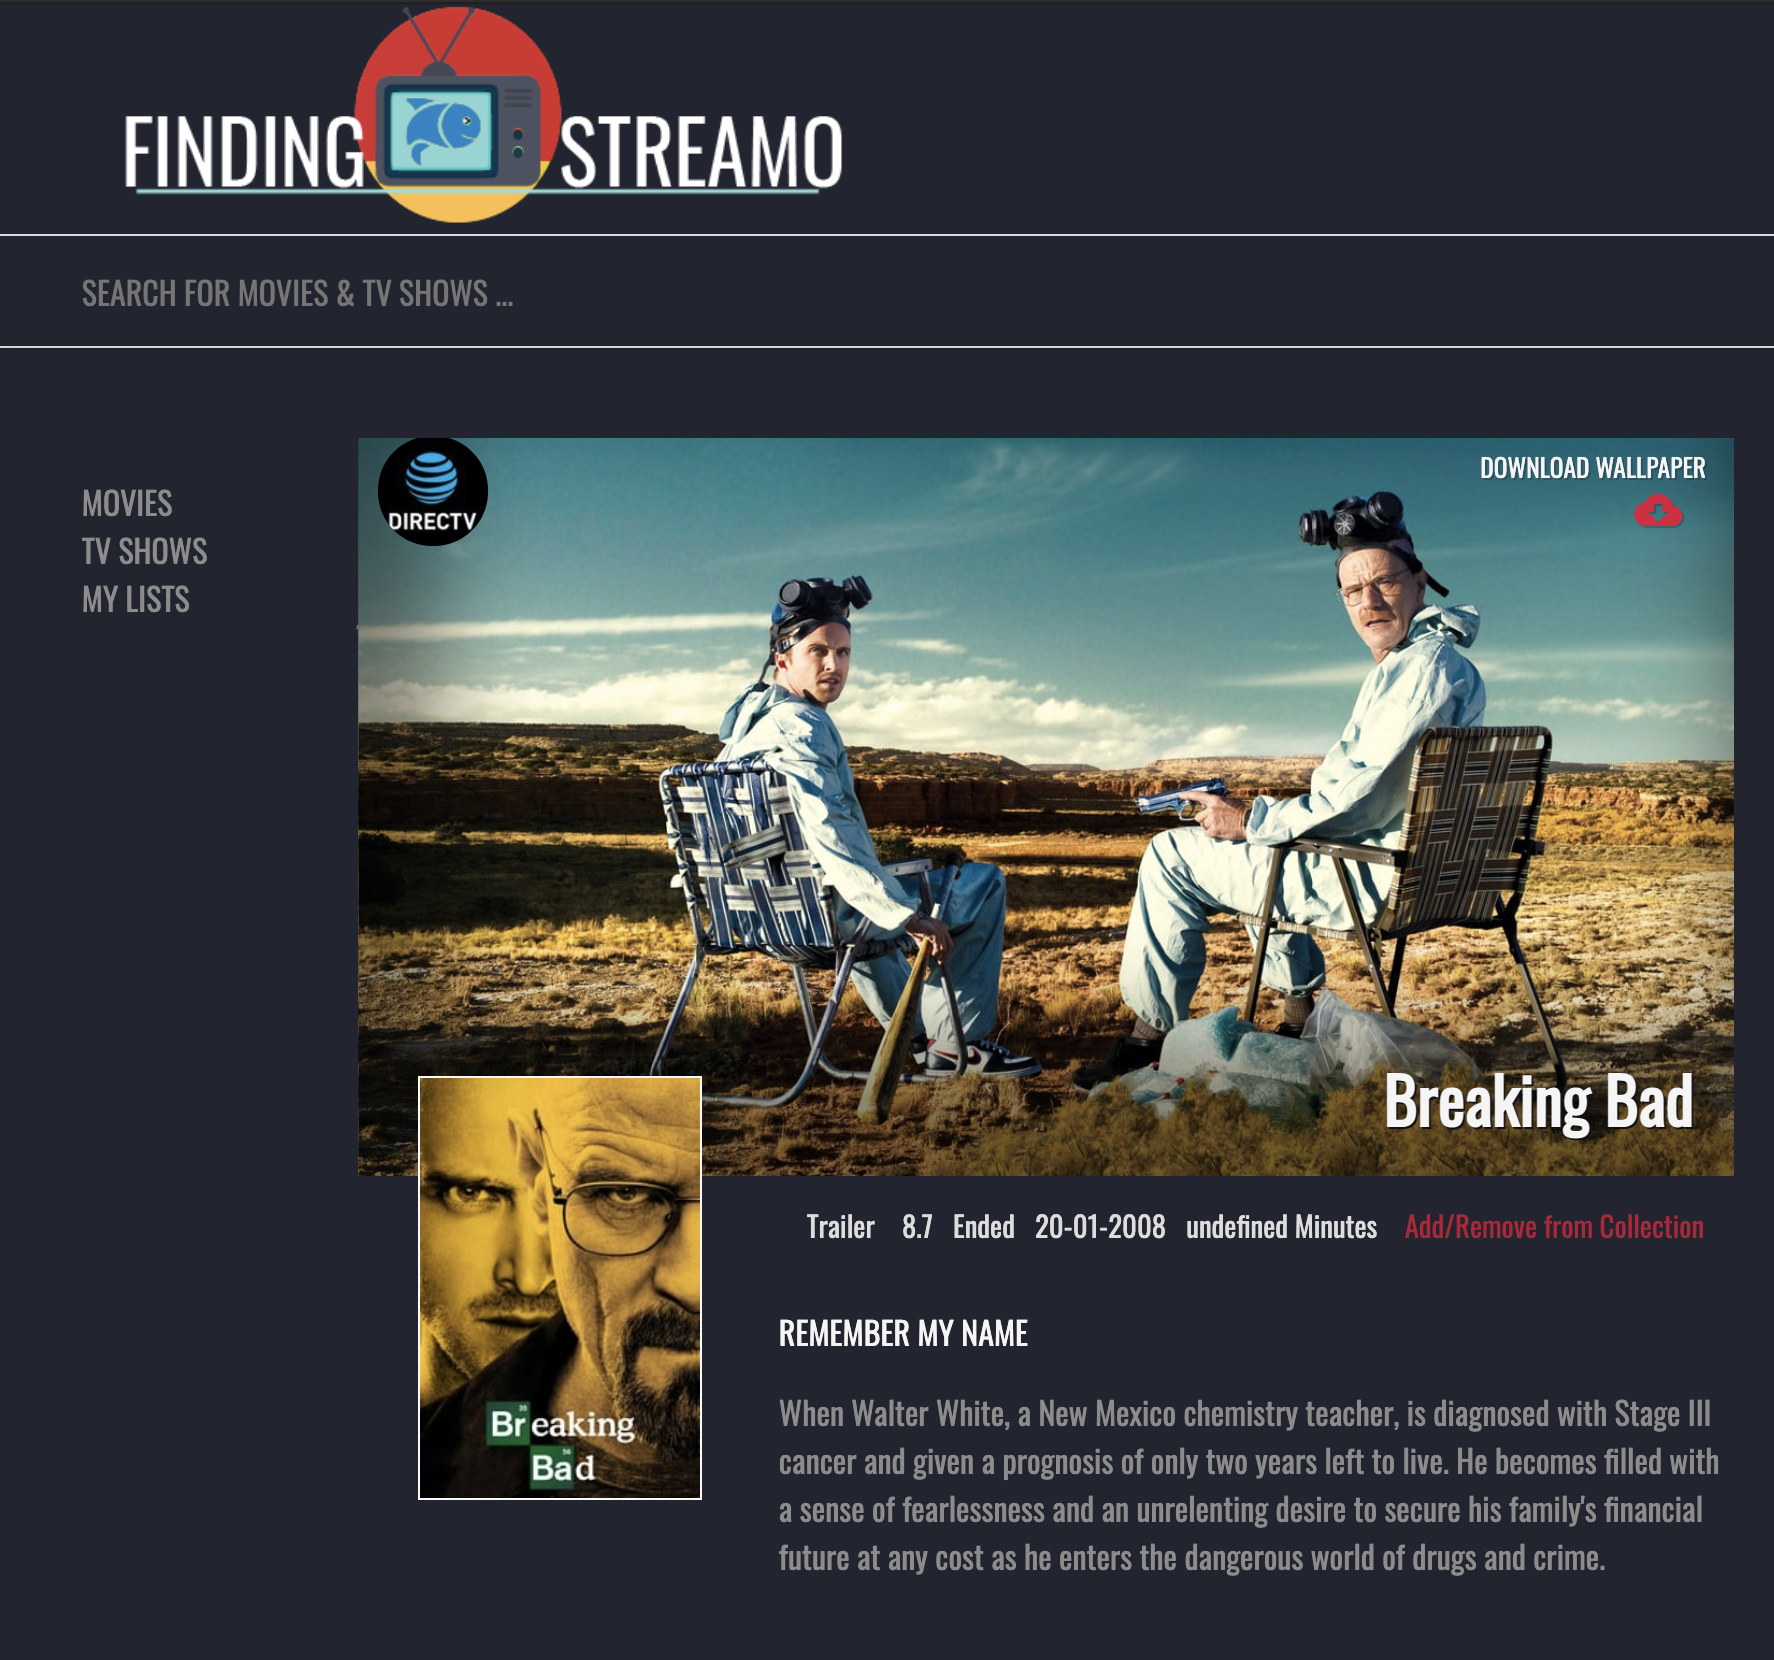 FINDING STREAMO
SEARCH FOR MOVIES & TV SHOWS ...
MOVIES
TV SHOWS
MY LISTS
DIRECTV
DOWNLOAD WALLPAPER
Breaking Bad
35
Breaking
56
Bad
Trailer 8.7 Ended 20-01-2008 undefined Minutes Add/Remove from Collection
REMEMBER MY NAME
When Walter White, a New Mexico chemistry teacher, is diagnosed with Stage III
cancer and given a prognosis of only two years left to live. He becomes filled with
a sense of fearlessness and an unrelenting desire to secure his family's financial
future at any cost as he enters the dangerous world of drugs and crime.